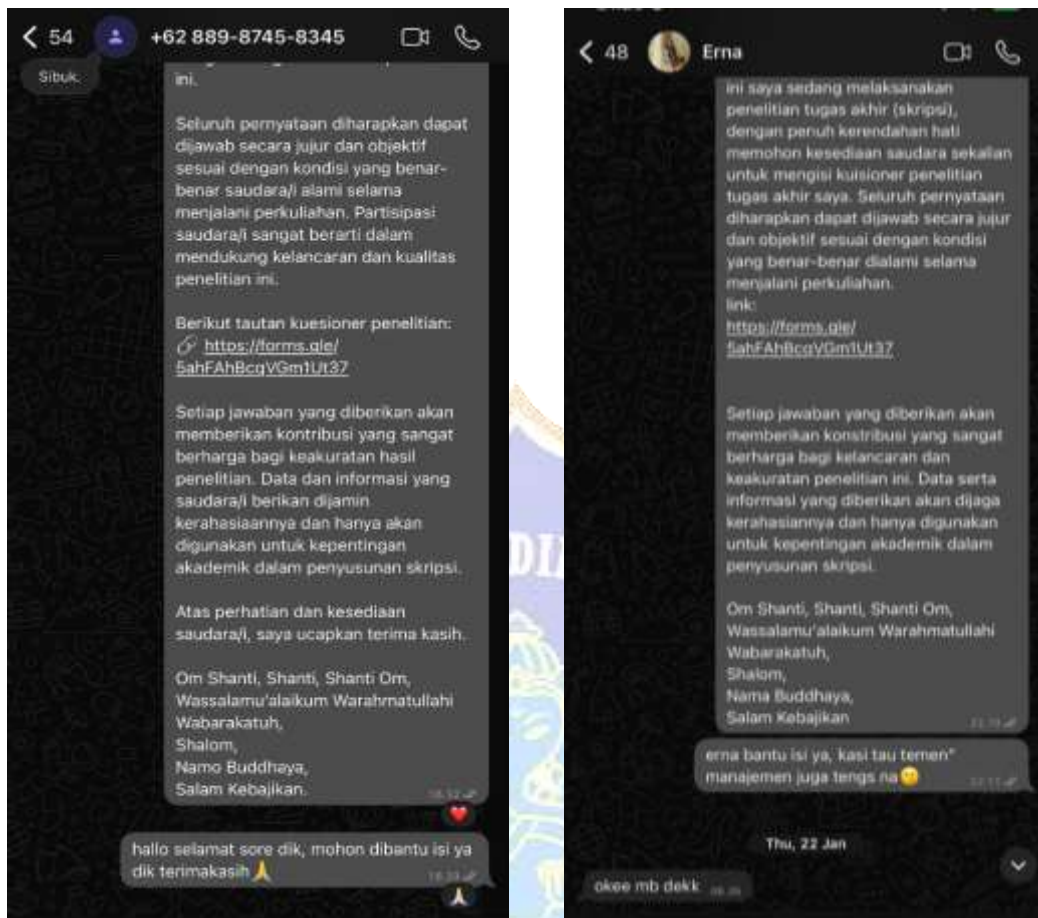 54
+62 889-8745-8345
Sibuk.
ini.
Seluruh pernyataan diharapkan dapat
dijawab secara jujur dan objektif
sesuai dengan kondisi yang benar-
benar saudara/i alami selama
menjalani perkuliahan. Partisipasi
saudara/i sangat berarti dalam
mendukung kelancaran dan kualitas
penelitian ini.
Berikut tautan kuesioner penelitian:
🔗 https://forms.gle/
5ahFAhBcqVGm1Ut37
Setiap jawaban yang diberikan akan
memberikan kontribusi yang sangat
berharga bagi keakuratan hasil
penelitian. Data dan informasi yang
saudara/i berikan dijamin
kerahasiaannya dan hanya akan
digunakan untuk kepentingan
akademik dalam penyusunan skripsi.
Atas perhatian dan kesediaan
saudara/i, saya ucapkan terima kasih.
Om Shanti, Shanti, Shanti Om,
Wassalamu'alaikum Warahmatullahi
Wabarakatuh,
Shalom,
Namo Buddhaya,
Salam Kebajikan.
hallo selamat sore dik, mohon dibantu isi ya
dik terimakasih🙏
48
Erna
ini saya sedang melaksanakan
penelitian tugas akhir (skripsi),
dengan penuh kerendahan hati
memohon kesediaan saudara sekalian
untuk mengisi kuisioner penelitian
tugas akhir saya. Seluruh pernyataan
diharapkan dapat dijawab secara jujur
dan objektif sesuai dengan kondisi
yang benar-benar dialami selama
menjalani perkuliahan.
link:
https://forms.gle/
5ahFAhBcqVGm1Ut37
Setiap jawaban yang diberikan akan
memberikan konstribusi yang sangat
berharga bagi kelancaran dan
keakuratan penelitian ini. Data serta
informasi yang diberikan akan dijaga
kerahasiannya dan hanya digunakan
untuk kepentingan akademik dalam
penyusunan skripsi.
Om Shanti, Shanti, Shanti Om,
Wassalamu'alaikum Warahmatullahi
Wabarakatuh,
Shalom,
Nama Buddhaya,
Salam Kebajikan
erna bantu isi ya, kasi tau temen"
manajemen juga tengs na
Thu, 22 Jan
okee mb dekk